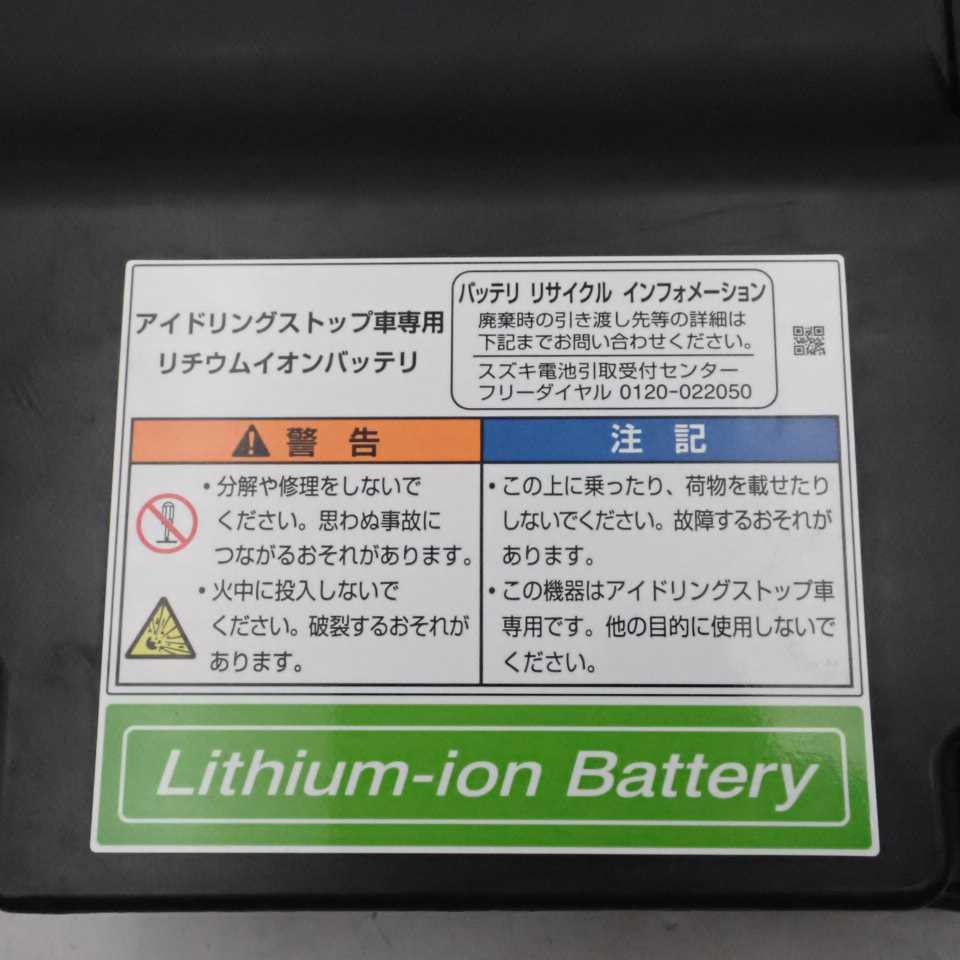 アイドリングストップ車専用
リチウムイオンバッテリ
バッテリ リサイクル インフォメーション
廃棄時の引き渡し先等の詳細は
下記までお問い合わせください。
スズキ電池引取受付センター
フリーダイヤル 0120-022050
警 告
・分解や修理をしないで
ください。思わぬ事故に
つながるおそれがあります。
・火中に投入しないで
ください。破裂するおそれが
あります。
注 記
・この上に乗ったり、荷物を載せたり
しないでください。故障するおそれが
あります。
・この機器はアイドリングストップ車
専用です。他の目的に使用しないで
ください。
Lithium-ion Battery